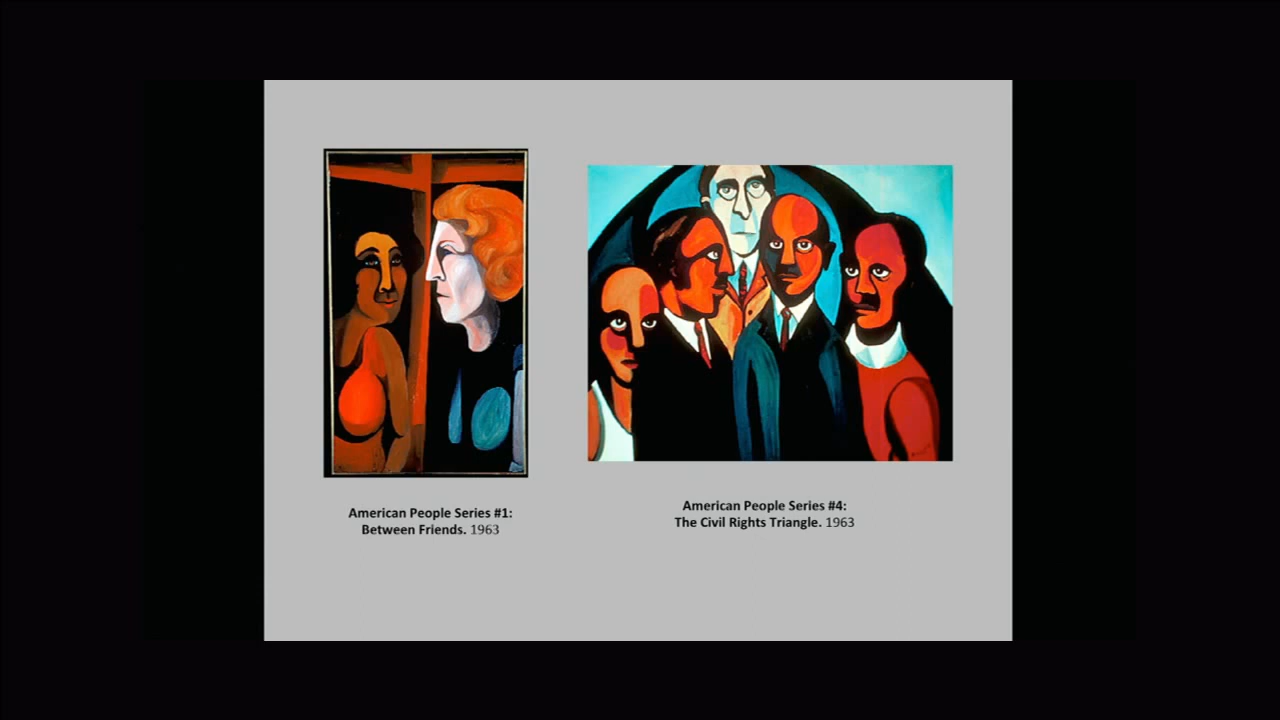 American People Series #1:
Between Friends. 1963
American People Series #4:
The Civil Rights Triangle. 1963